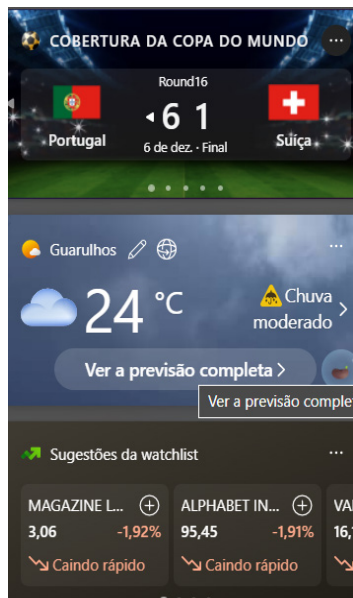 COBERTURA DA COPA DO MUNDO
Round16
6 1
Portugal
6 de dez. · Final
Suíça
Guarulhos
24 °C
Chuva
moderado
Ver a previsão completa
Ver a previsão comple
Sugestões da watchlist
MAGAZINE L... ALPHABET IN...
3,06 -1,92% 95,45 -1,91% 16,
Caindo rápido Caindo rápido